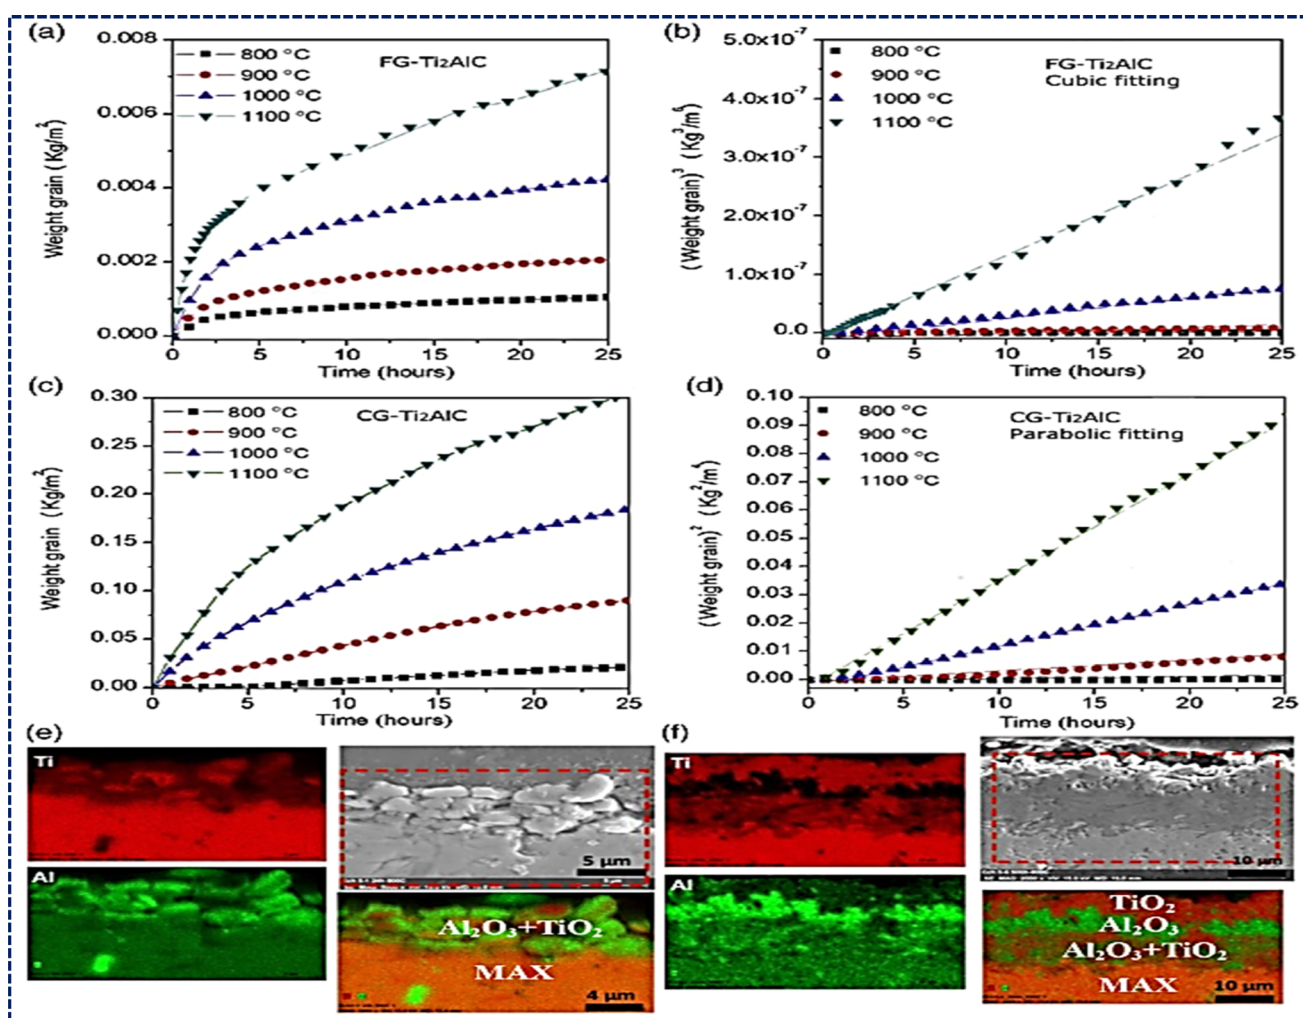 (a)
0.008
0.006
0.004
0.002
0.000
Weight grain (Kg/m²)
800 °C
900 °C
1000 °C
1100 °C
FG-Ti₂AlC
0 5 10 15 20 25
Time (hours)
(b)
5.0x10⁻⁷
4.0x10⁻⁷
3.0x10⁻⁷
2.0x10⁻⁷
1.0x10⁻⁷
0.0
(Weight grain)³ (Kg³/m⁶)
800 °C
900 °C
1000 °C
1100 °C
FG-Ti₂AlC
Cubic fitting
0 5 10 15 20 25
Time (hours)
(c)
0.30
0.25
0.20
0.15
0.10
0.05
0.00
Weight grain (Kg/m²)
800 °C
900 °C
1000 °C
1100 °C
CG-Ti₂AlC
0 5 10 15 20 25
Time (hours)
(d)
0.10
0.09
0.08
0.07
0.06
0.05
0.04
0.03
0.02
0.01
0.00
(Weight grain)² (Kg²/m⁴)
800 °C
900 °C
1000 °C
1100 °C
CG-Ti₂AlC
Parabolic fitting
0 5 10 15 20 25
Time (hours)
(e)
Ti
5 μm
Al
Al₂O₃+TiO₂
MAX
4 μm
(f)
Ti
10 μm
Al
TiO₂
Al₂O₃
Al₂O₃+TiO₂
MAX
10 μm